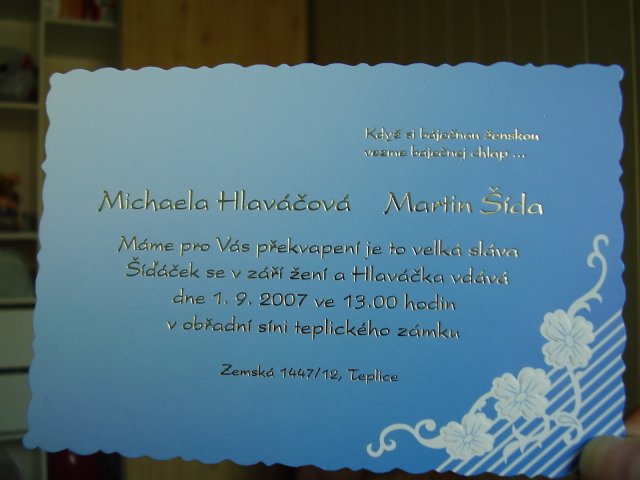 Když si báječnou ženskou
vezme báječnej chlap ...
Michaela Hlaváčová Martin Šída
Máme pro Vás překvapení je to velká sláva
Šíďáček se v září žení a Hlaváčka vdává
dne 1. 9. 2007 ve 13.00 hodin
v obřadní síni teplického zámku
Zemská 1447/12, Teplice